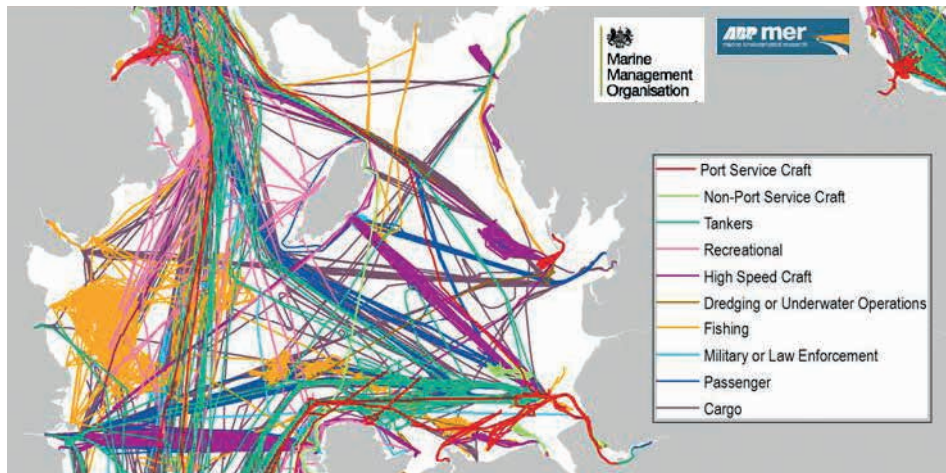 Marine
Management
Organisation
ABP mer
Port Service Craft
Non-Port Service Craft
Tankers
Recreational
High Speed Craft
Dredging or Underwater Operations
Fishing
Military or Law Enforcement
Passenger
Cargo